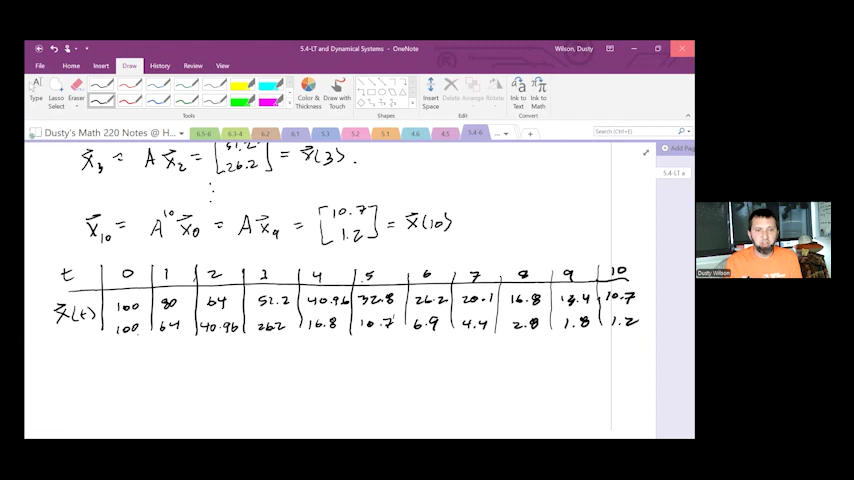 5.4-LT and Dynamical Systems - OneNote
Wilson, Dusty
File Home Insert Draw History Review View
Type Lasso Select Eraser Color & Thickness Draw with Touch Insert Space Delete Arrange Rotate Ink to Text Ink to Math
Tools Shapes Edit Convert
Dusty's Math 220 Notes @ H... 6.5-6 6.3-4 6.2 6.1 5.3 5.2 5.1 4.6 4.5 5.4-6 + Search (Ctrl+E)
Add Pag
5.4-LT a
x⃗₃ ≈ A x⃗₂ = [51.2 26.2] = x⃗(3).
⋮
x⃗₁₀ = A¹⁰ x⃗₀ = A x⃗₉ = [10.7 1.2] = x⃗(10)
t 0 1 2 3 4 5 6 7 8 9 10
x⃗(t) 100 80 64 51.2 40.96 32.8 26.2 20.1 16.8 13.4 10.7
100 64 40.96 26.2 16.8 10.7 6.9 4.4 2.8 1.8 1.2
Dusty Wilson